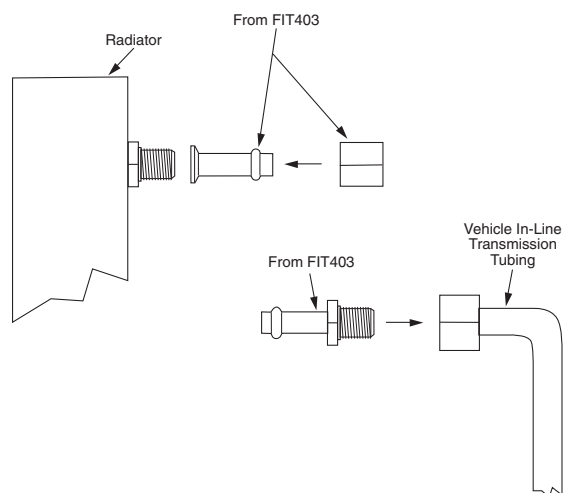 From FIT403
Radiator
Vehicle In-Line
Transmission
Tubing
From FIT403